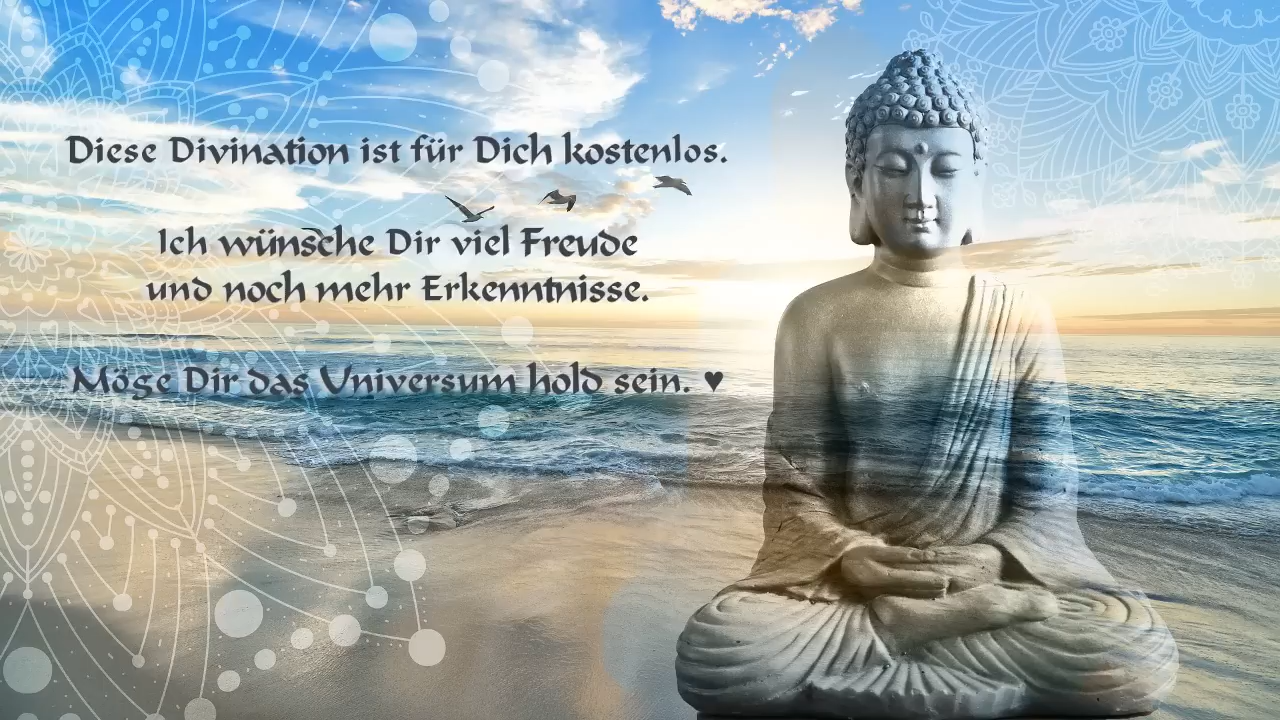 Diese Divination ist für Dich kostenlos.
Ich wünsche Dir viel Freude
und noch mehr Erkenntnisse.
Möge Dir das Universum hold sein. ♥